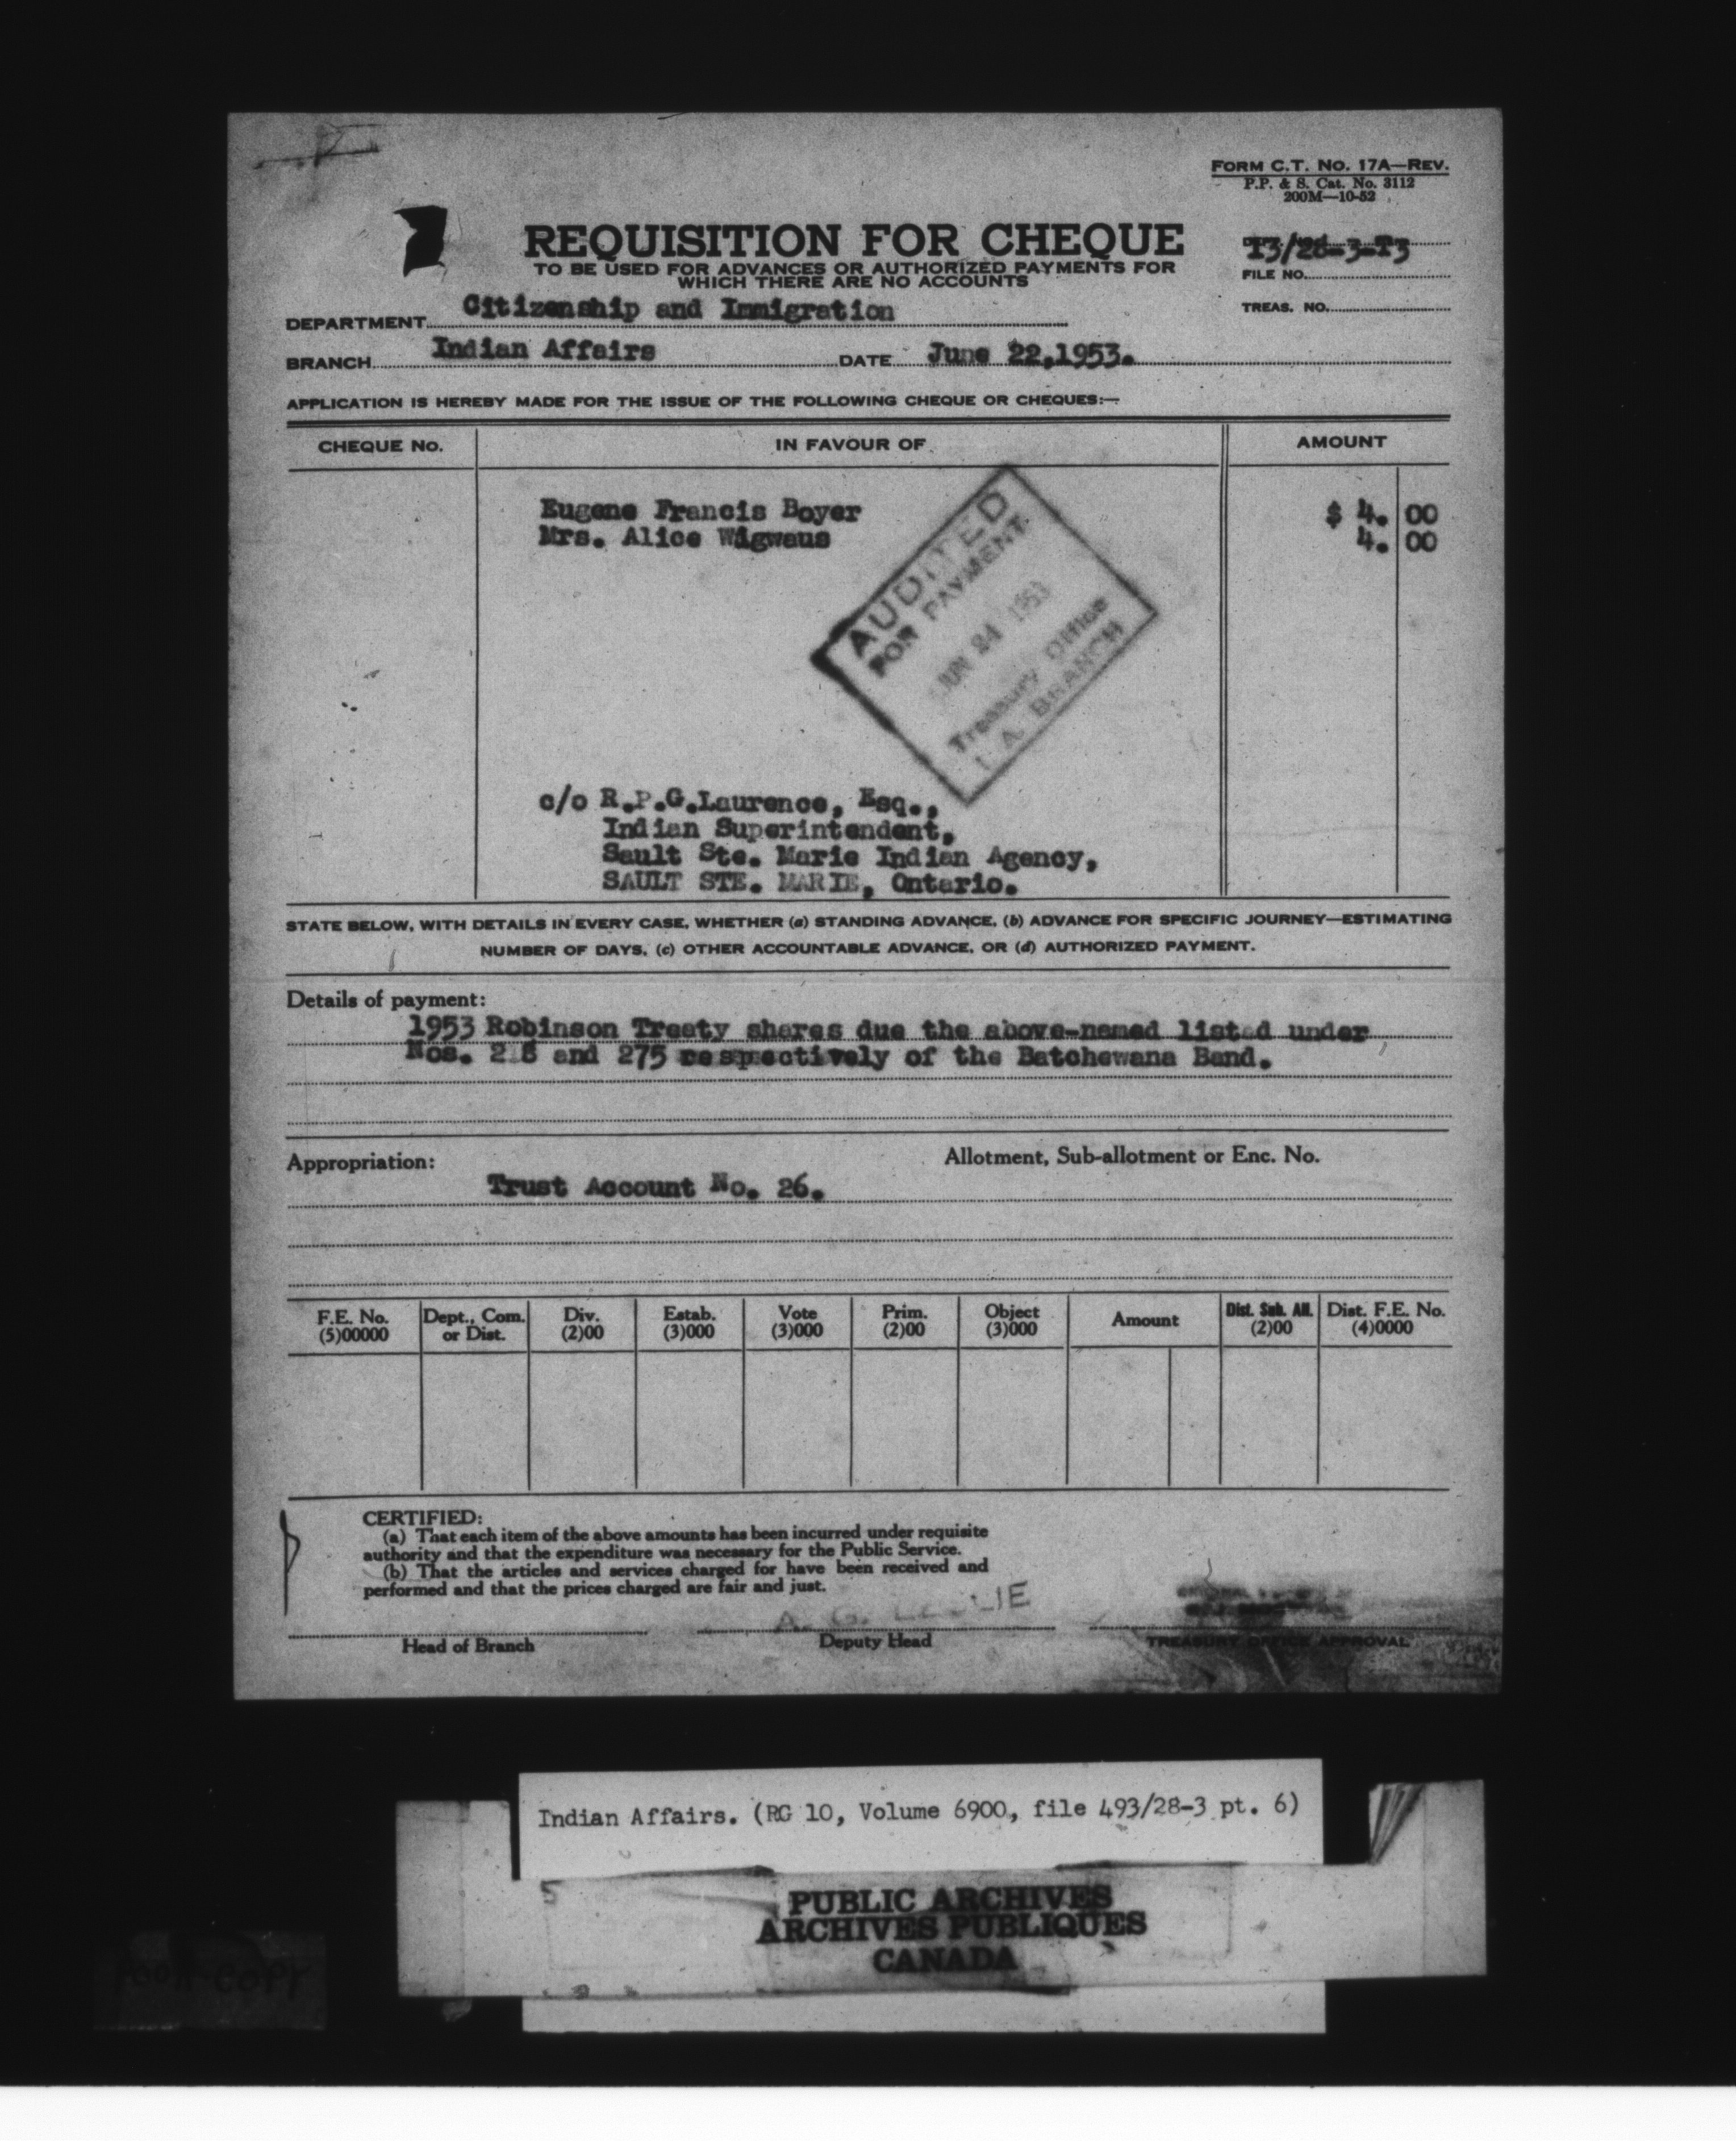 FORM C.T. No. 17A—REV.
P.P. & S. Cat. No. 3112
200M—10-52
REQUISITION FOR CHEQUE
TO BE USED FOR ADVANCES OR AUTHORIZED PAYMENTS FOR
WHICH THERE ARE NO ACCOUNTS
FILE NO.
TREAS. NO.
DEPARTMENT Citizenship and Immigration
BRANCH Indian Affairs DATE June 22,1953.
APPLICATION IS HEREBY MADE FOR THE ISSUE OF THE FOLLOWING CHEQUE OR CHEQUES:—
CHEQUE No. IN FAVOUR OF AMOUNT
Eugene Francis Boyer $ 4. 00
Mrs. Alice Wigwaus 4. 00
AUDITED
FOR PAYMENT
JUN 24 1953
Treasury Office
I. A. BRANCH
c/o R.P.G.Laurence, Esq.,
Indian Superintendent,
Sault Ste. Marie Indian Agency,
SAULT STE. MARIE, Ontario.
STATE BELOW, WITH DETAILS IN EVERY CASE, WHETHER (a) STANDING ADVANCE, (b) ADVANCE FOR SPECIFIC JOURNEY—ESTIMATING
NUMBER OF DAYS, (c) OTHER ACCOUNTABLE ADVANCE, OR (d) AUTHORIZED PAYMENT.
Details of payment:
1953 Robinson Treaty shares due the above-named listed under
Nos. and 275 respectively of the Batchewana Band.
Appropriation: Allotment, Sub-allotment or Enc. No.
Trust Account No. 26.
F.E. No. Dept., Com. Div. Estab. Vote Prim. Object Amount Dist. Sub. All. Dist. F.E. No.
(5)00000 or Dist. (2)00 (3)000 (3)000 (2)00 (3)000 (2)00 (4)0000
CERTIFIED:
(a) That each item of the above amounts has been incurred under requisite
authority and that the expenditure was necessary for the Public Service.
(b) That the articles and services charged for have been received and
performed and that the prices charged are fair and just.
A. G.
Head of Branch Deputy Head TREASURY OFFICE APPROVAL
Indian Affairs. (RG 10, Volume 6900, file 493/28-3 pt. 6)
PUBLIC ARCHIVES
ARCHIVES PUBLIQUES
CANADA
COPY